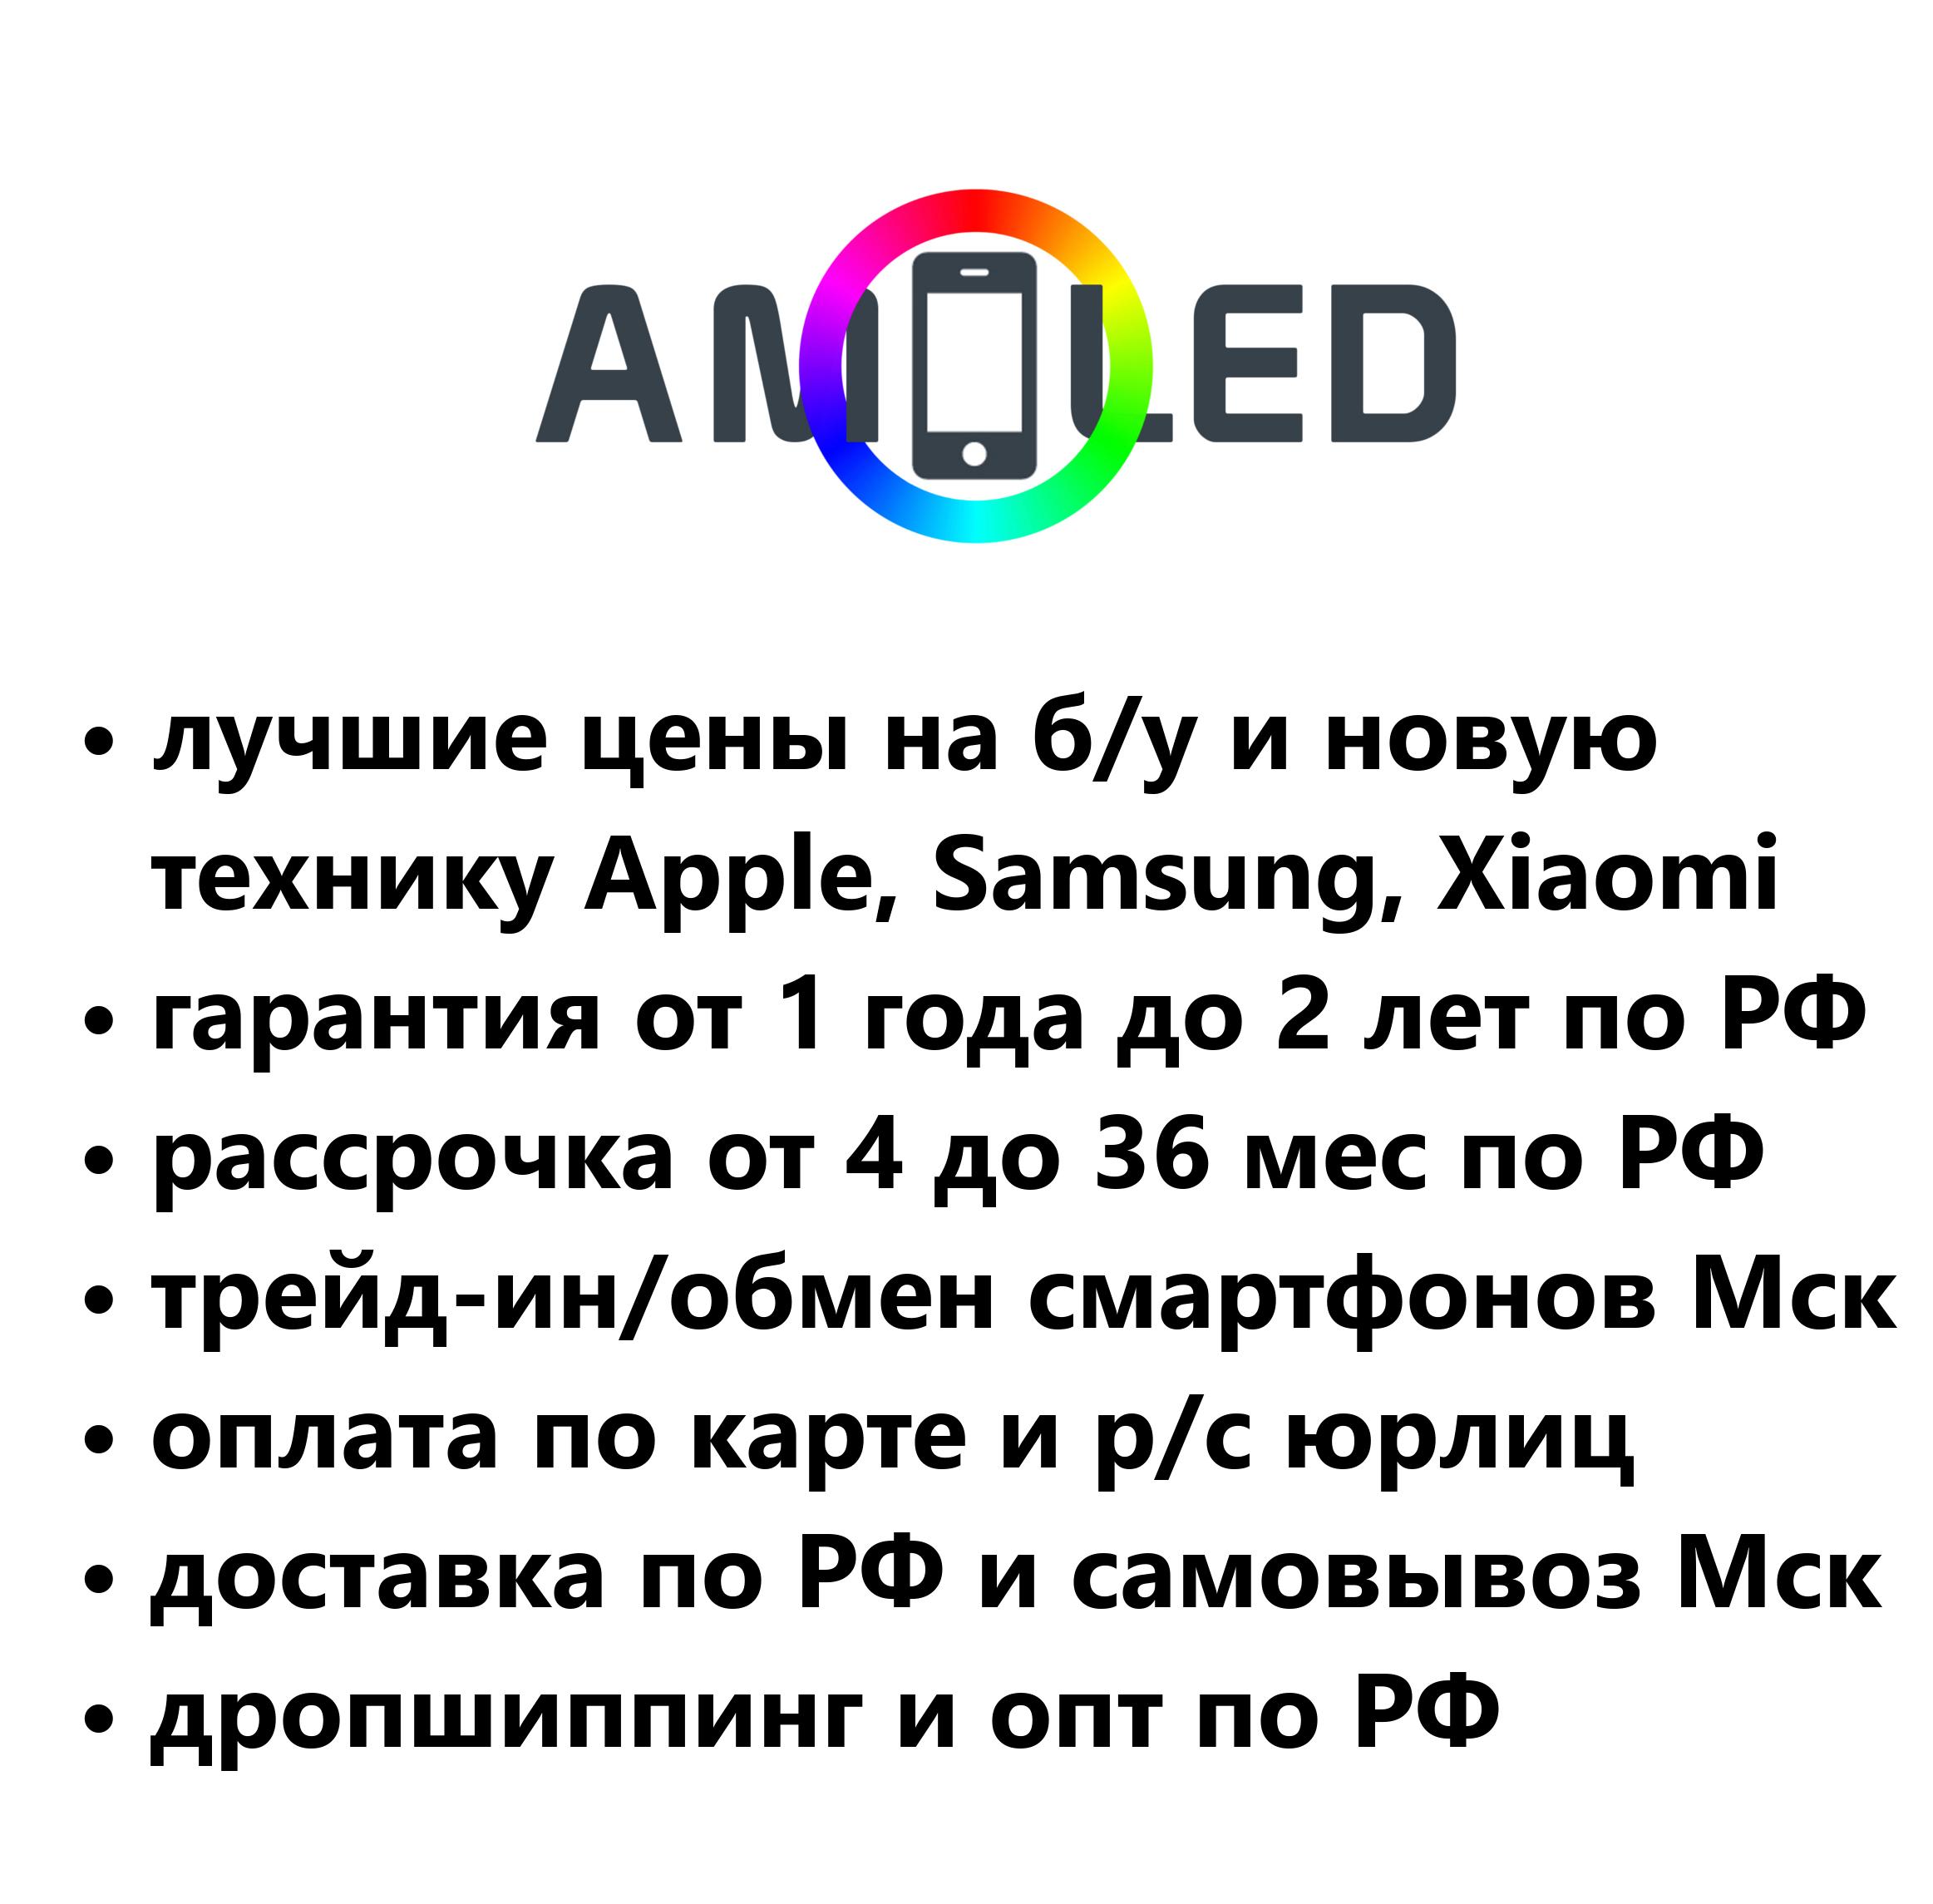 AMOLED
• лучшие цены на б/у и новую
технику Apple, Samsung, Xiaomi
• гарантия от 1 года до 2 лет по РФ
• рассрочка от 4 до 36 мес по РФ
• трейд-ин/обмен смартфонов Мск
• оплата по карте и р/с юрлиц
• доставка по РФ и самовывоз Мск
• дропшиппинг и опт по РФ